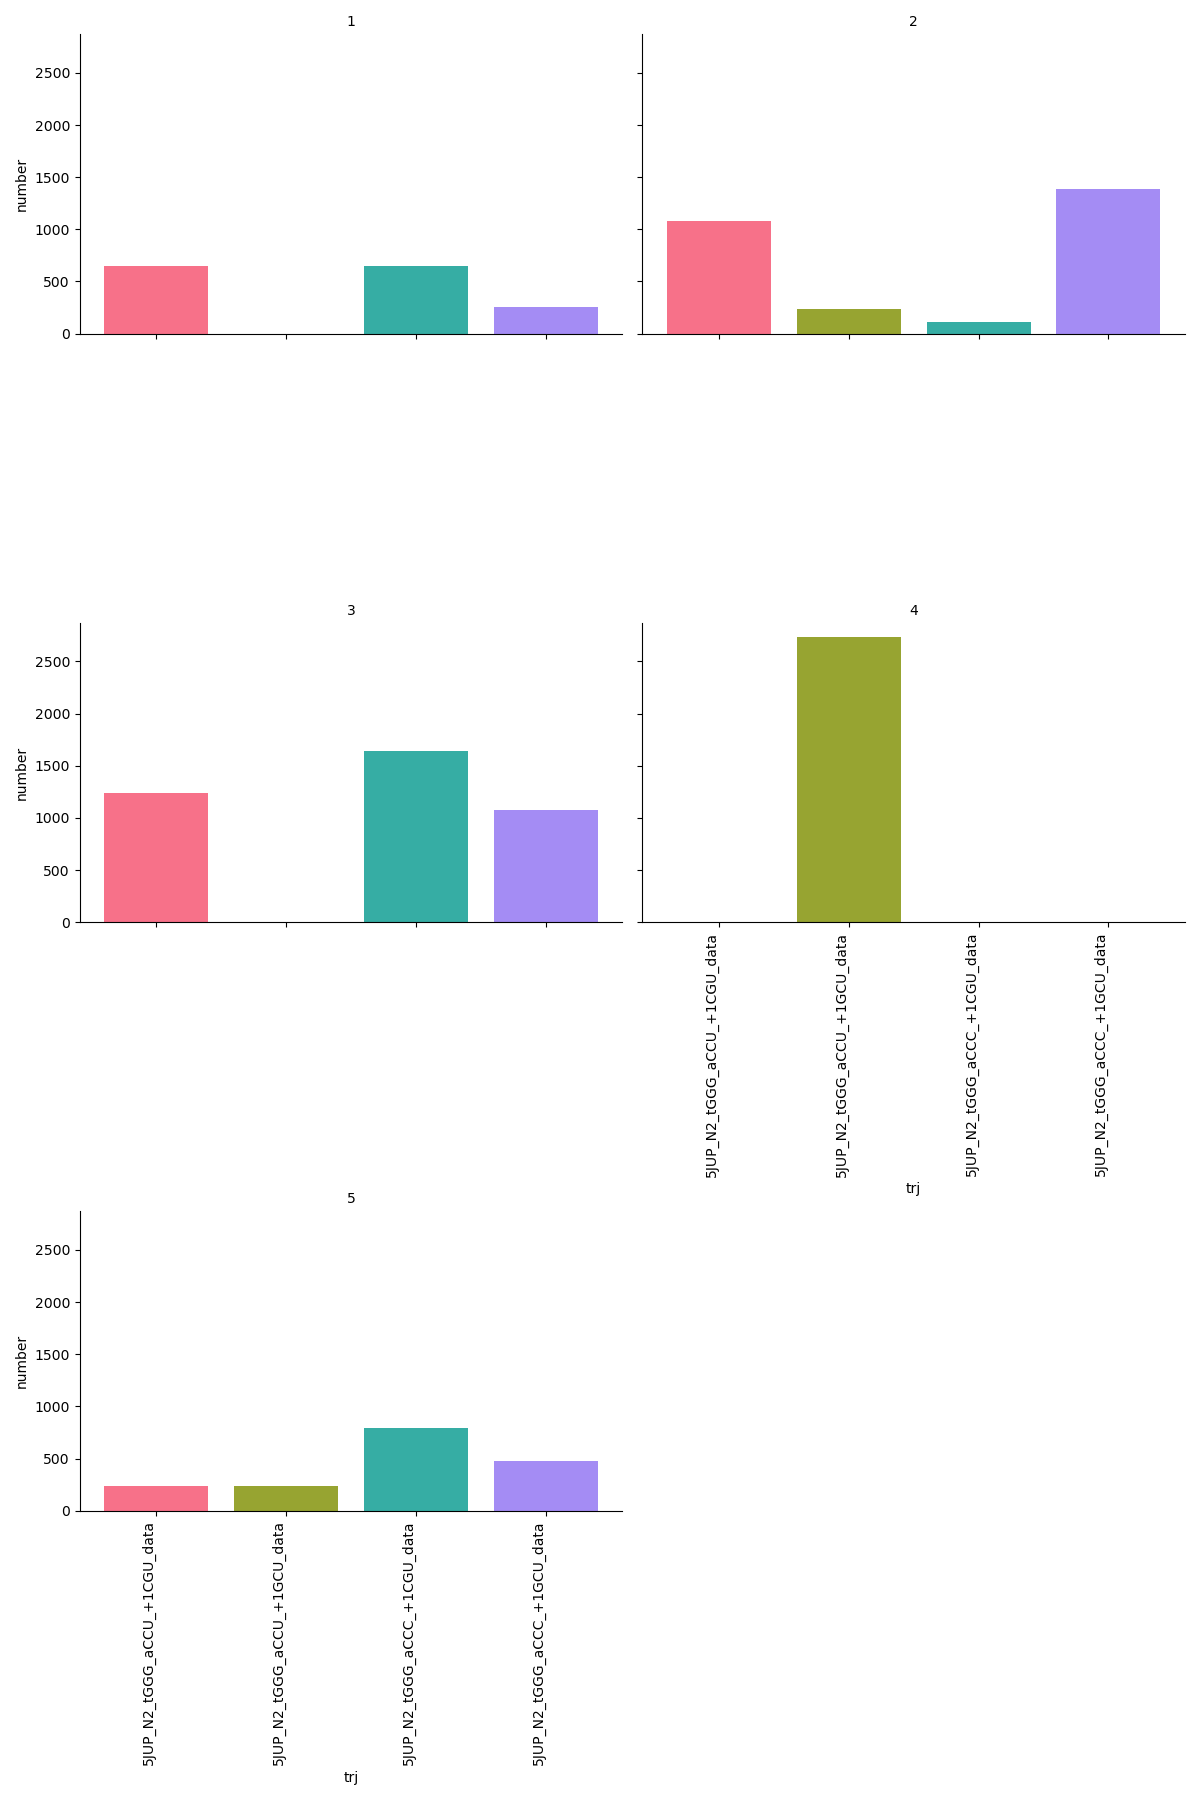 1
2
2500
2000
1500
1000
500
0
number
3
4
2500
2000
1500
1000
500
0
number
5JUP_N2_tGGG_aCCU_+1CGU_data
5JUP_N2_tGGG_aCCU_+1GCU_data
5JUP_N2_tGGG_aCCC_+1CGU_data
5JUP_N2_tGGG_aCCC_+1GCU_data
trj
5
2500
2000
1500
1000
500
0
number
5JUP_N2_tGGG_aCCU_+1CGU_data
5JUP_N2_tGGG_aCCU_+1GCU_data
5JUP_N2_tGGG_aCCC_+1CGU_data
5JUP_N2_tGGG_aCCC_+1GCU_data
trj